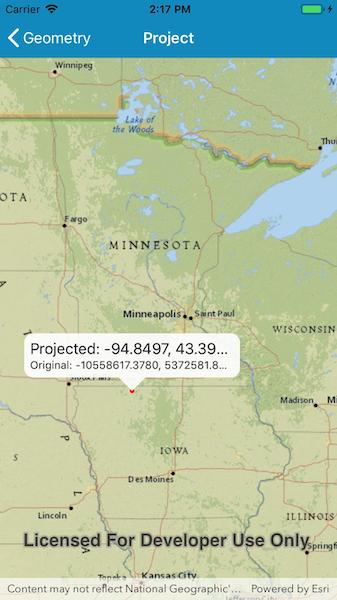 Carrier 2:17 PM
Geometry Project
Winnipeg
Lake of
the Woods
OTA
Fargo
MINNESOTA
Minneapolis Saint Paul
WISCONSIN
Projected: -94.8497, 43.39...
Original: -10558617.3780, 5372581.8...
Sioux Falls
Madison Mi
IOWA
Des Moines
Lincoln
ILLINOIS
Licensed For Developer Use Only
Springf
Topeka Kansas City
Jefferson City
Content may not reflect National Geographic'... Powered by Esri